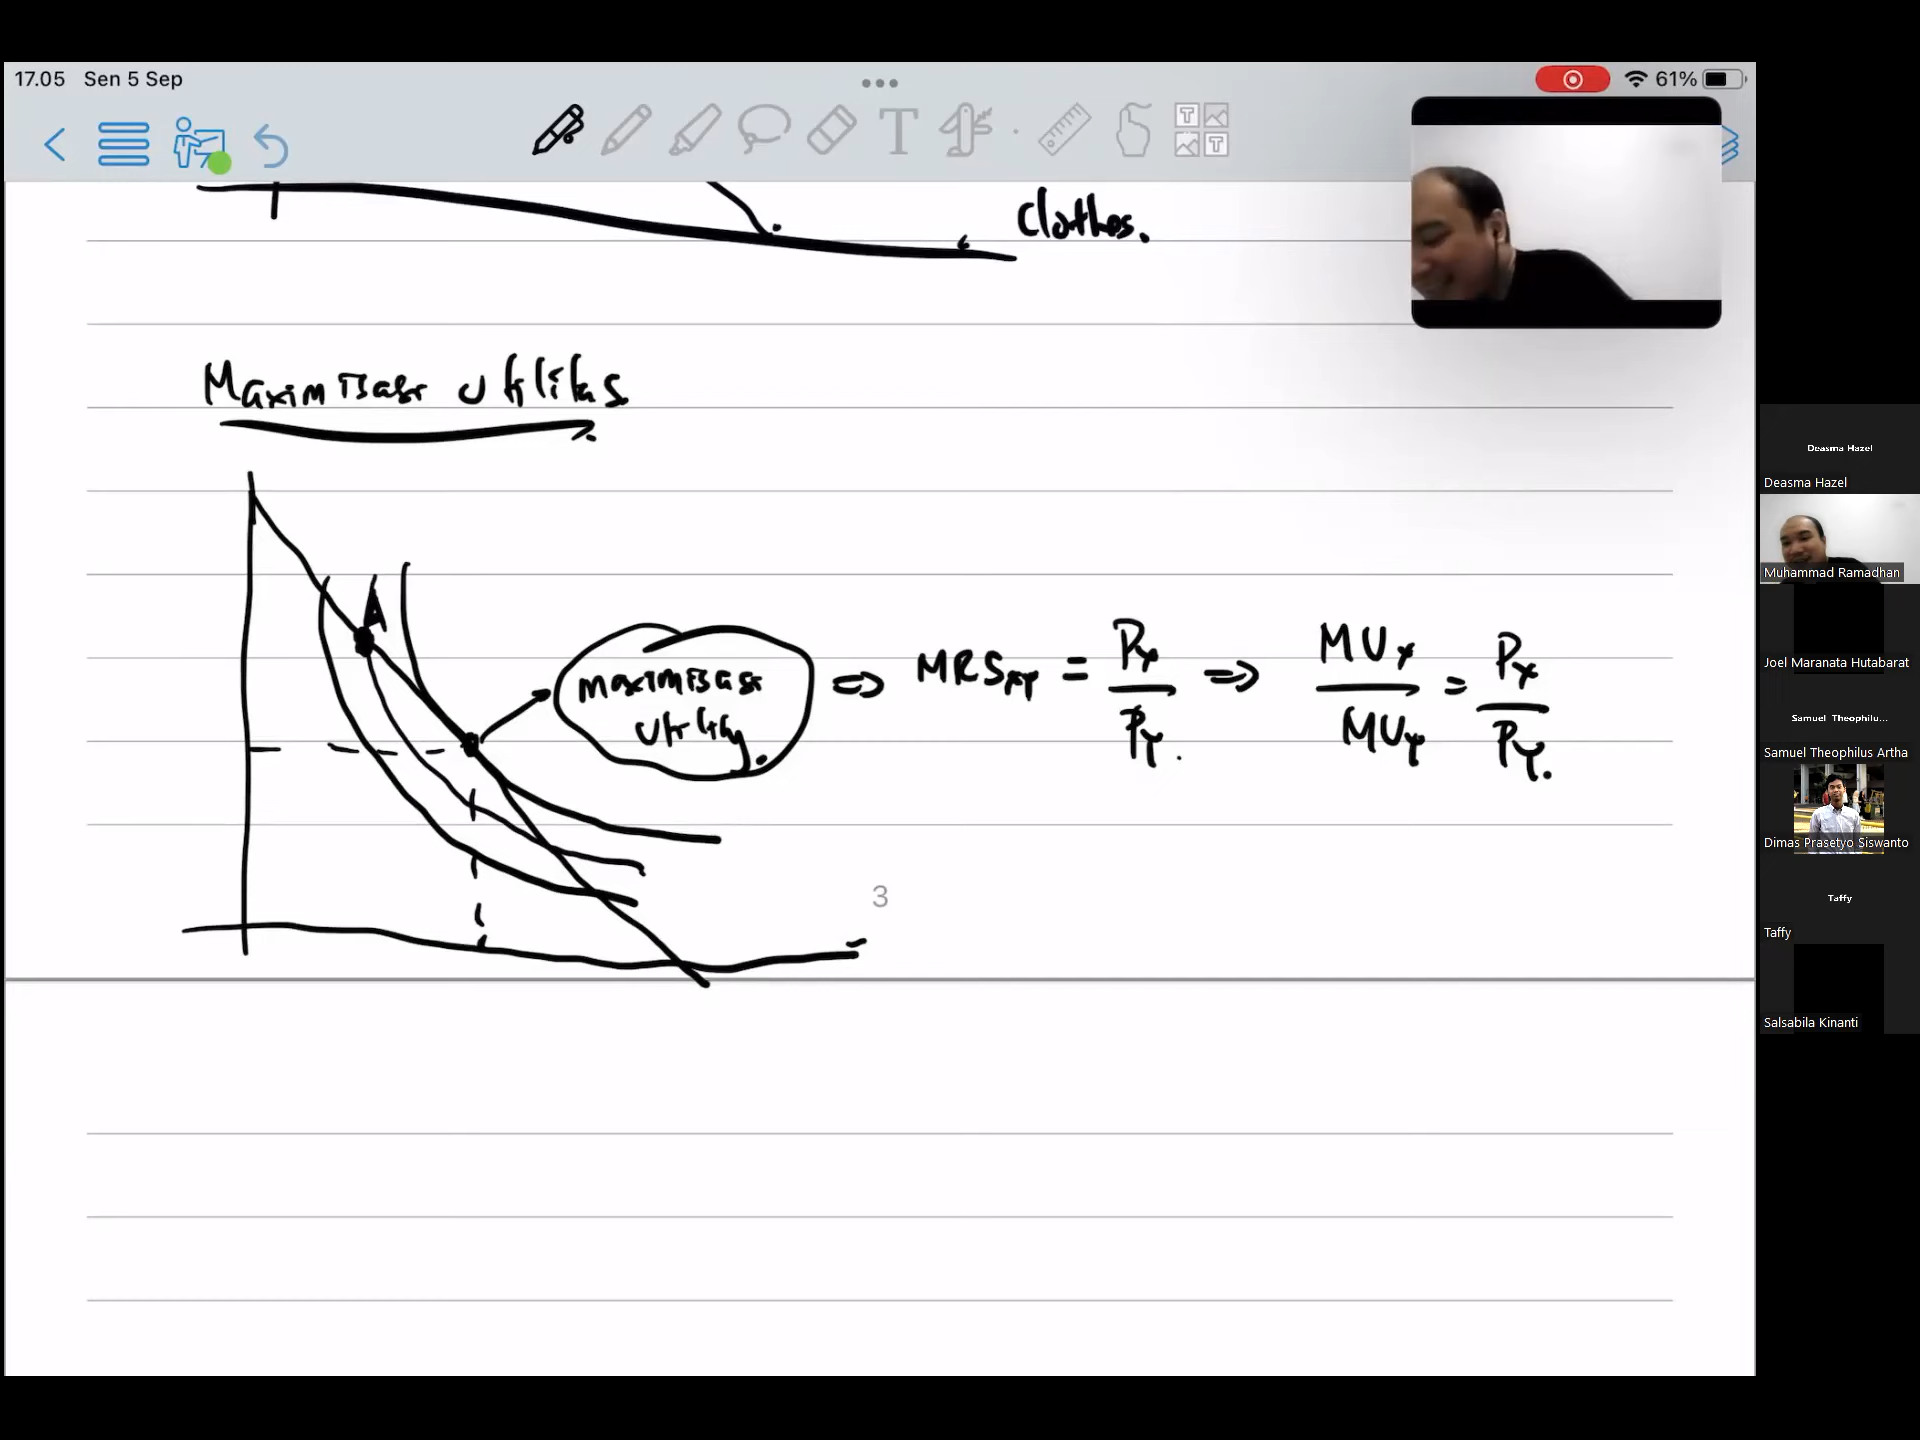 17.05 Sen 5 Sep
61%
Clothes.
Maximisasi utilitas
A
maximisasi utility.
⇒ MRSxy = Px / Py. ⇒ MUx / MUy = Px / Py.
3
Deasma Hazel
Deasma Hazel
Muhammad Ramadhan
Joel Maranata Hutabarat
Samuel Theophilu...
Samuel Theophilus Artha
Dimas Prasetyo Siswanto
Taffy
Taffy
Salsabila Kinanti